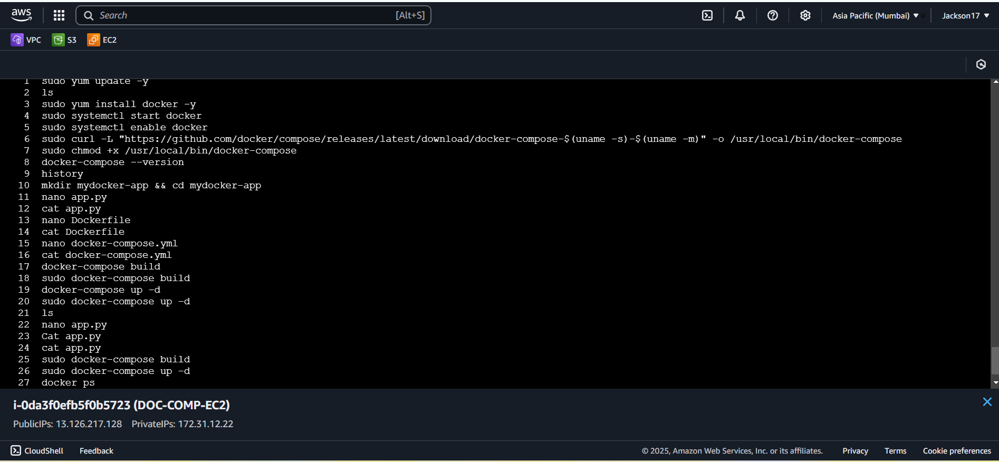 aws
Search [Alt+S]
Asia Pacific (Mumbai) Jackson17
VPC S3 EC2
1 sudo yum update -y
2 ls
3 sudo yum install docker -y
4 sudo systemctl start docker
5 sudo systemctl enable docker
6 sudo curl -L "https://github.com/docker/compose/releases/latest/download/docker-compose-$(uname -s)-$(uname -m)" -o /usr/local/bin/docker-compose
7 sudo chmod +x /usr/local/bin/docker-compose
8 docker-compose --version
9 history
10 mkdir mydocker-app && cd mydocker-app
11 nano app.py
12 cat app.py
13 nano Dockerfile
14 cat Dockerfile
15 nano docker-compose.yml
16 cat docker-compose.yml
17 docker-compose build
18 sudo docker-compose build
19 docker-compose up -d
20 sudo docker-compose up -d
21 ls
22 nano app.py
23 Cat app.py
24 cat app.py
25 sudo docker-compose build
26 sudo docker-compose up -d
27 docker ps
i-0da3f0efb5f0b5723 (DOC-COMP-EC2)
PublicIPs: 13.126.217.128 PrivateIPs: 172.31.12.22
CloudShell Feedback © 2025, Amazon Web Services, Inc. or its affiliates. Privacy Terms Cookie preferences